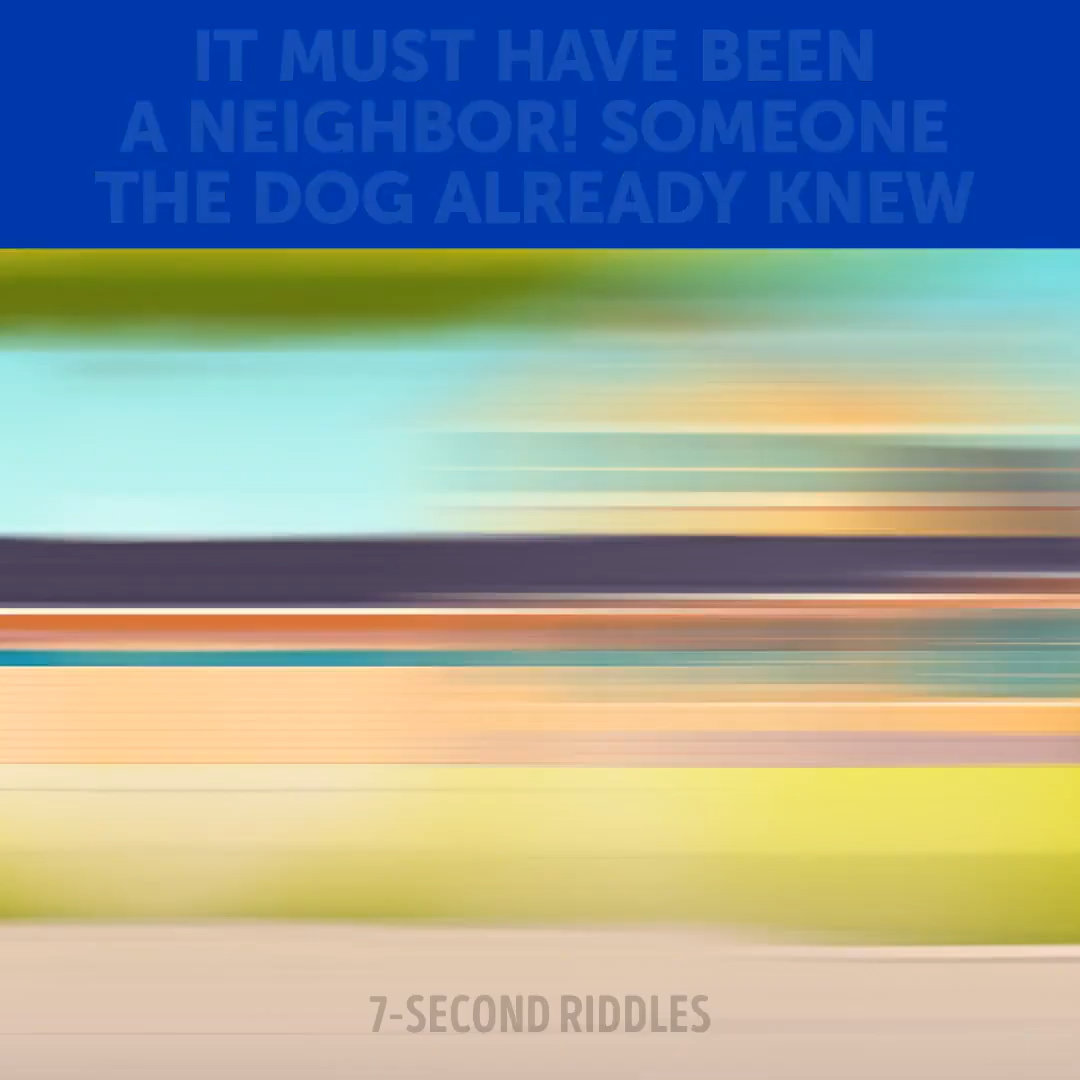 IT MUST HAVE BEEN
A NEIGHBOR! SOMEONE
THE DOG ALREADY KNEW
7-SECOND RIDDLES